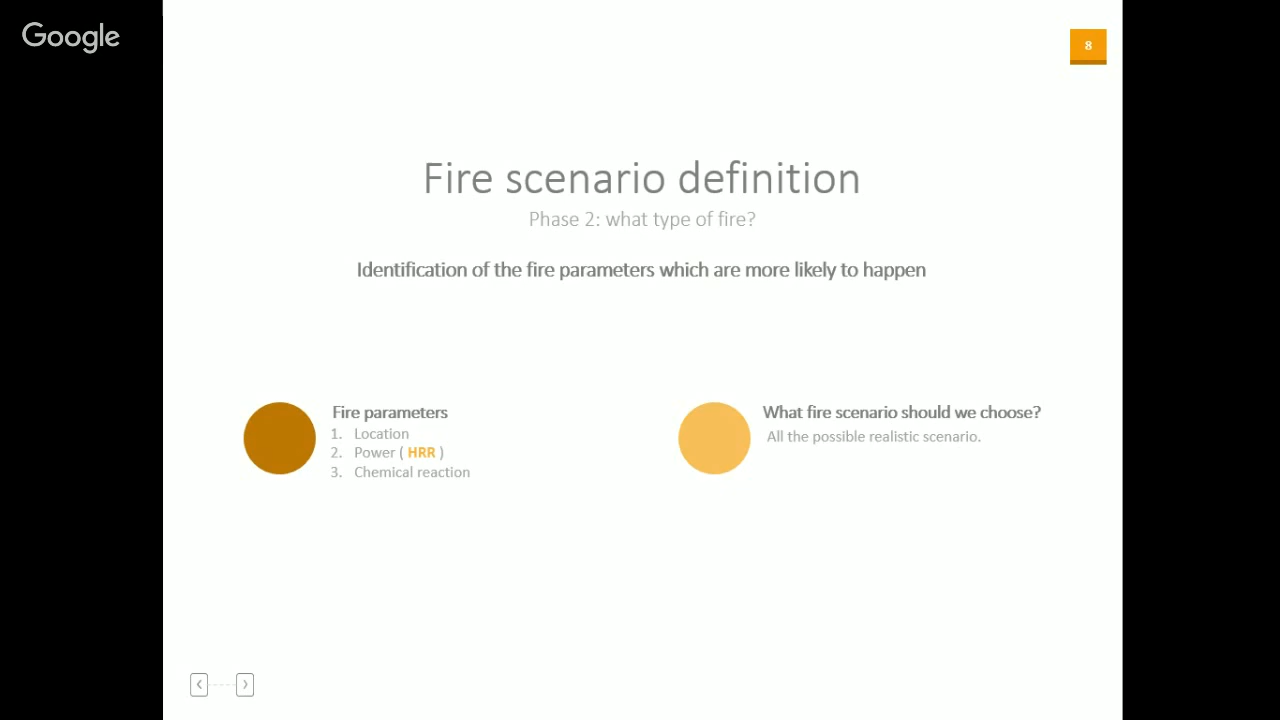 Google
8
Fire scenario definition
Phase 2: what type of fire?
Identification of the fire parameters which are more likely to happen
Fire parameters
1. Location
2. Power ( HRR )
3. Chemical reaction
What fire scenario should we choose?
All the possible realistic scenario.